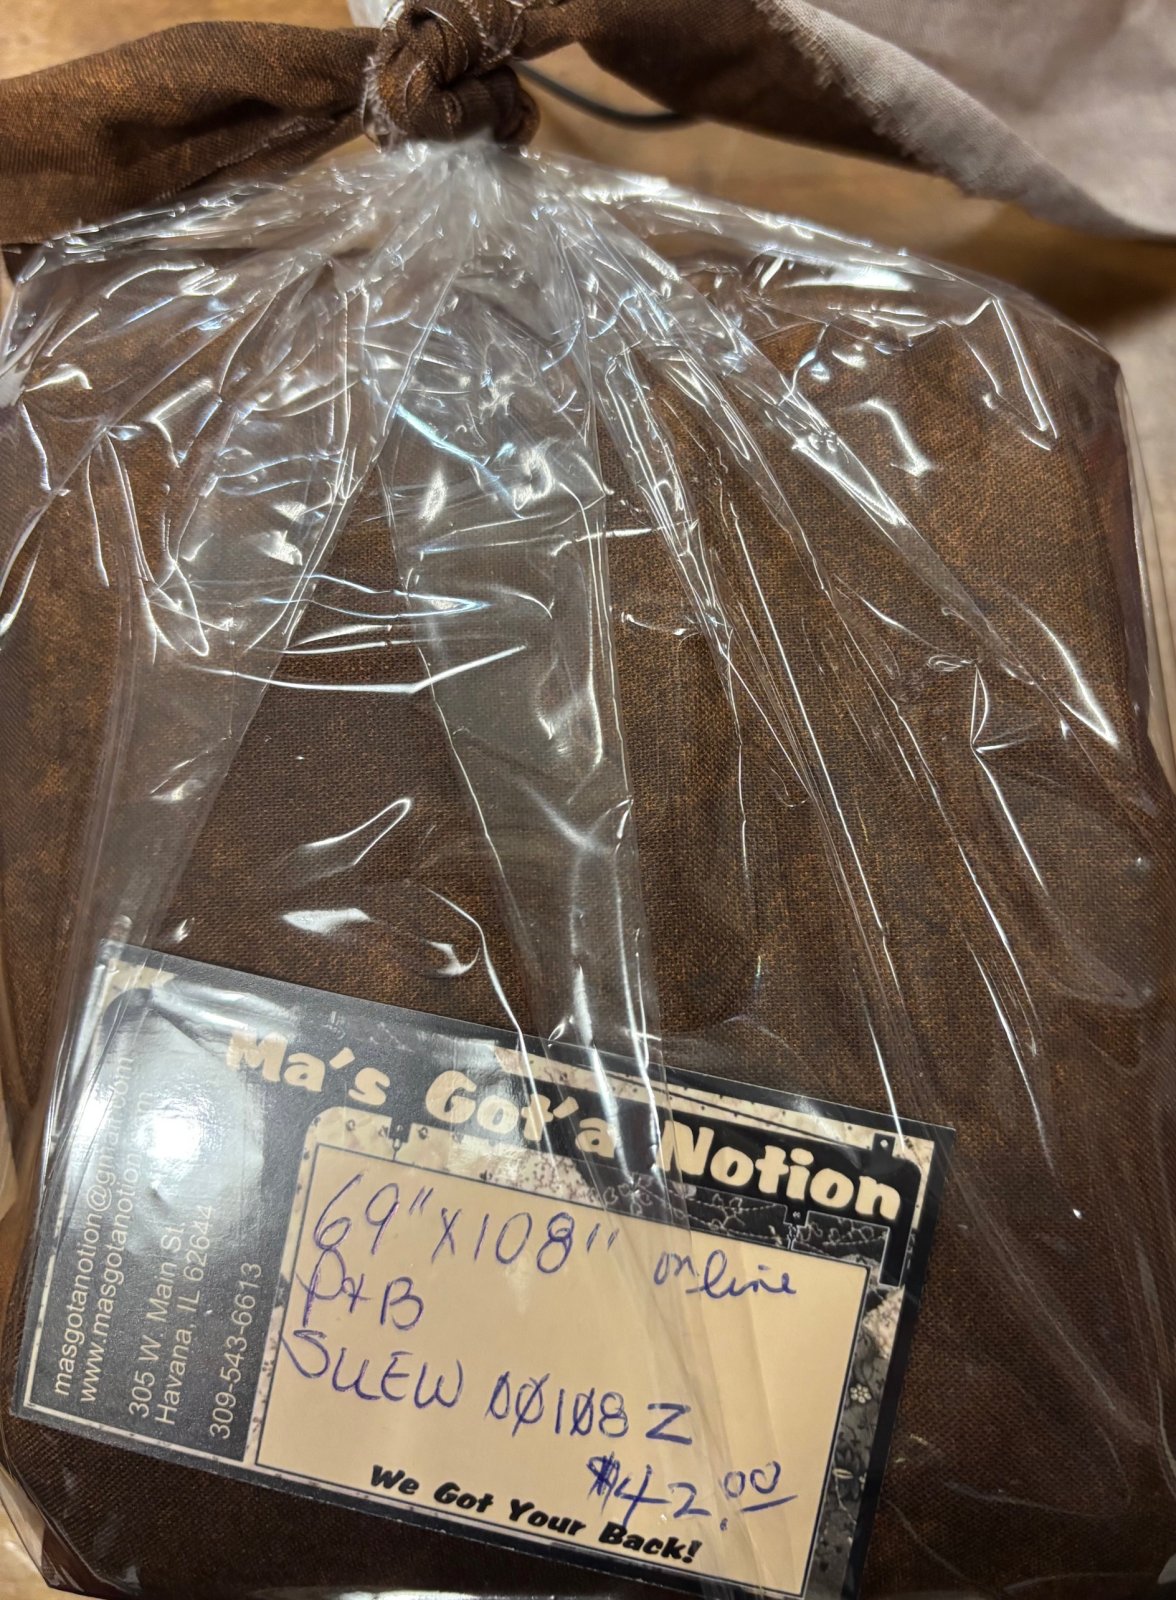 Ma's Got'a Notion
masgotanotion@gmail.com
www.masgotanotion.com
305 W. Main St.
Havana, IL 62644
309-543-6613
69" x 108" online
P+B
SUEW 00108 Z
$42.00
We Got Your Back!